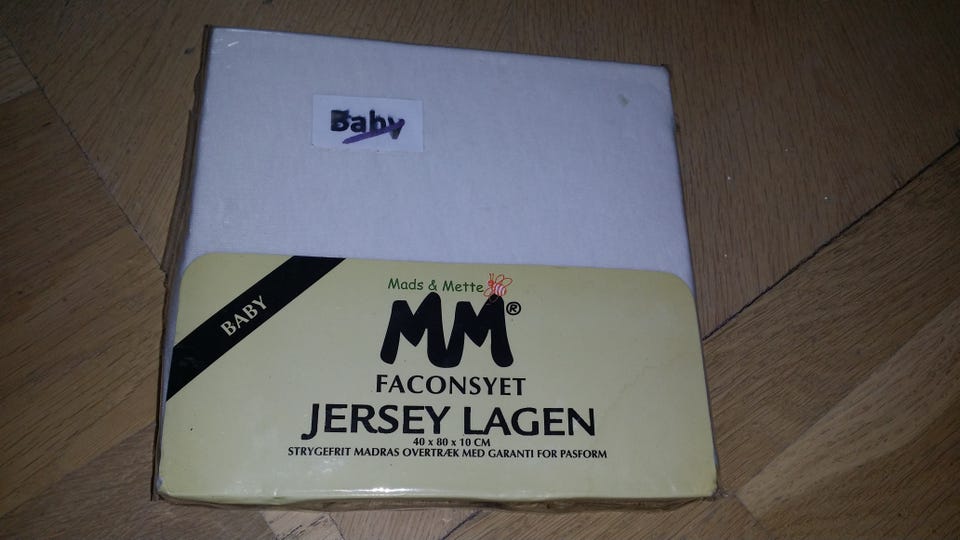 Baby
BABY
Mads & Mette
MM®
FACONSYET
JERSEY LAGEN
40 x 80 x 10 CM
STRYGEFRIT MADRAS OVERTRÆK MED GARANTI FOR PASFORM